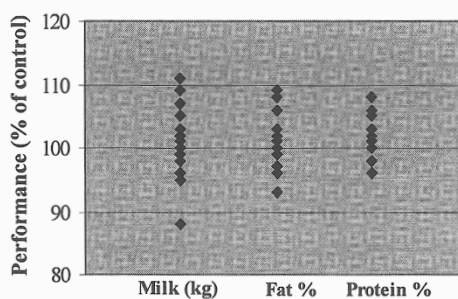 Performance (% of control)
120
110
100
90
80
Milk (kg) Fat % Protein %